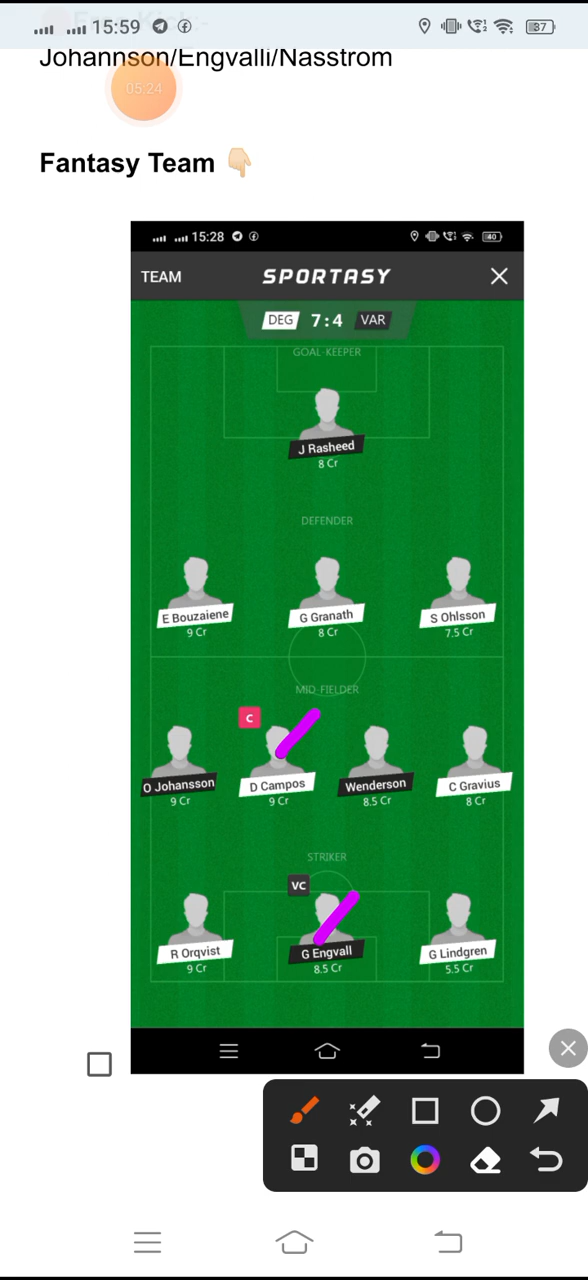 15:59
37
Johannson/Engvalli/Nasstrom
05:24
Fantasy Team
15:28
40
TEAM SPORTASY
DEG 7:4 VAR
GOAL-KEEPER
J Rasheed
8 Cr
DEFENDER
E Bouzaiene G Granath S Ohlsson
9 Cr 8 Cr 7.5 Cr
MID-FIELDER
C
O Johansson D Campos Wenderson C Gravius
9 Cr 9 Cr 8.5 Cr 8 Cr
STRIKER
VC
R Orqvist G Engvall G Lindgren
9 Cr 8.5 Cr 5.5 Cr